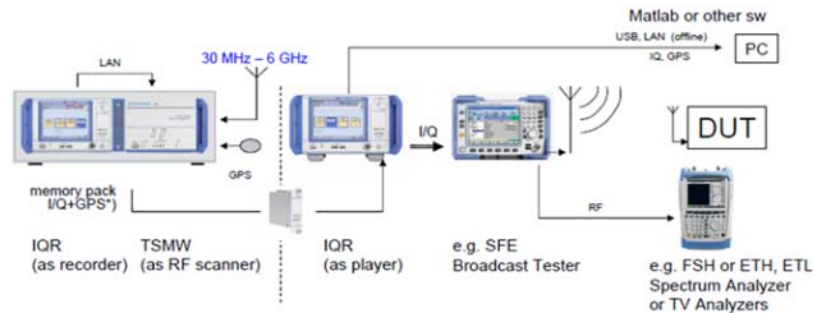 Matlab or other sw
USB, LAN (offline)
IQ, GPS
PC
LAN
30 MHz – 6 GHz
I/Q
DUT
GPS
memory pack
I/Q+GPS*)
RF
IQR
(as recorder)
TSMW
(as RF scanner)
IQR
(as player)
e.g. SFE
Broadcast Tester
e.g. FSH or ETH, ETL
Spectrum Analyzer
or TV Analyzers